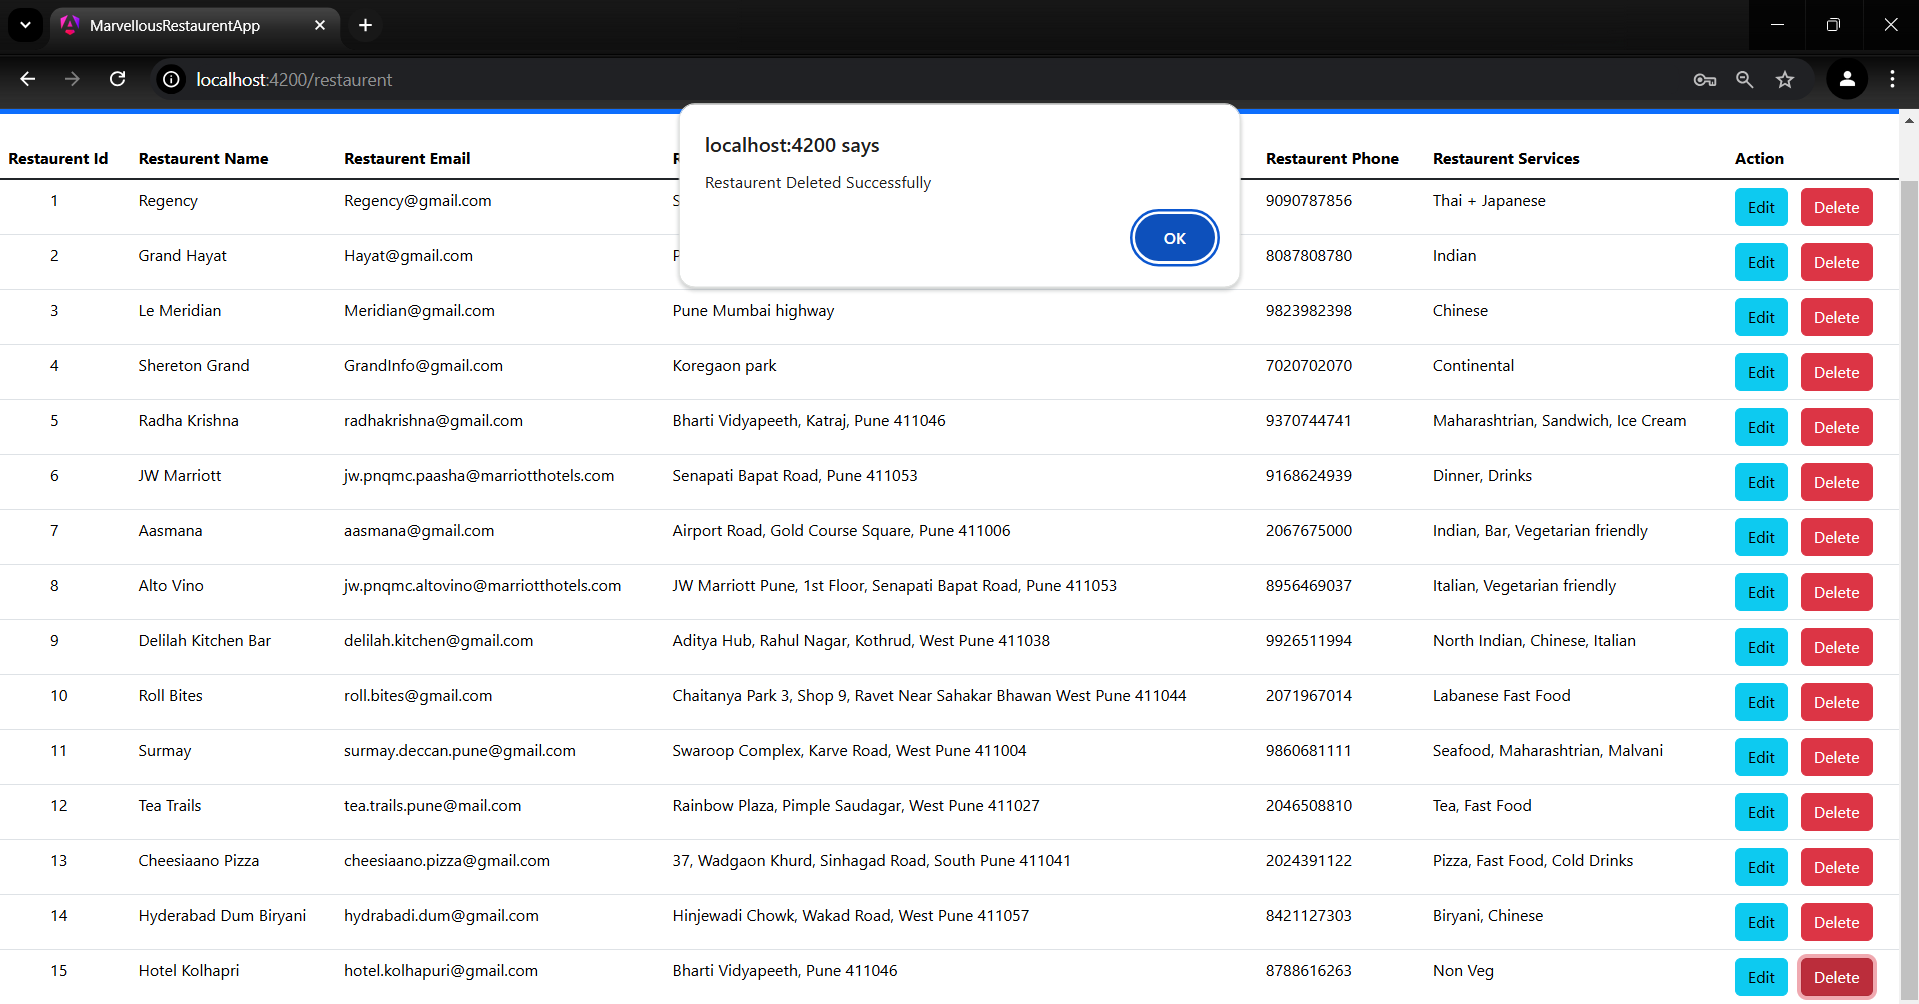 MarvellousRestaurentApp
localhost:4200/restaurent
localhost:4200 says
Restaurent Deleted Successfully
OK
Restaurent Id Restaurent Name Restaurent Email Restaurent Phone Restaurent Services Action
1 Regency Regency@gmail.com 9090787856 Thai + Japanese Edit Delete
2 Grand Hayat Hayat@gmail.com 8087808780 Indian Edit Delete
3 Le Meridian Meridian@gmail.com Pune Mumbai highway 9823982398 Chinese Edit Delete
4 Shereton Grand GrandInfo@gmail.com Koregaon park 7020702070 Continental Edit Delete
5 Radha Krishna radhakrishna@gmail.com Bharti Vidyapeeth, Katraj, Pune 411046 9370744741 Maharashtrian, Sandwich, Ice Cream Edit Delete
6 JW Marriott jw.pnqmc.paasha@marriotthotels.com Senapati Bapat Road, Pune 411053 9168624939 Dinner, Drinks Edit Delete
7 Aasmana aasmana@gmail.com Airport Road, Gold Course Square, Pune 411006 2067675000 Indian, Bar, Vegetarian friendly Edit Delete
8 Alto Vino jw.pnqmc.altovino@marriotthotels.com JW Marriott Pune, 1st Floor, Senapati Bapat Road, Pune 411053 8956469037 Italian, Vegetarian friendly Edit Delete
9 Delilah Kitchen Bar delilah.kitchen@gmail.com Aditya Hub, Rahul Nagar, Kothrud, West Pune 411038 9926511994 North Indian, Chinese, Italian Edit Delete
10 Roll Bites roll.bites@gmail.com Chaitanya Park 3, Shop 9, Ravet Near Sahakar Bhawan West Pune 411044 2071967014 Labanese Fast Food Edit Delete
11 Surmay surmay.deccan.pune@gmail.com Swaroop Complex, Karve Road, West Pune 411004 9860681111 Seafood, Maharashtrian, Malvani Edit Delete
12 Tea Trails tea.trails.pune@mail.com Rainbow Plaza, Pimple Saudagar, West Pune 411027 2046508810 Tea, Fast Food Edit Delete
13 Cheesiaano Pizza cheesiaano.pizza@gmail.com 37, Wadgaon Khurd, Sinhagad Road, South Pune 411041 2024391122 Pizza, Fast Food, Cold Drinks Edit Delete
14 Hyderabad Dum Biryani hydrabadi.dum@gmail.com Hinjewadi Chowk, Wakad Road, West Pune 411057 8421127303 Biryani, Chinese Edit Delete
15 Hotel Kolhapri hotel.kolhapuri@gmail.com Bharti Vidyapeeth, Pune 411046 8788616263 Non Veg Edit Delete